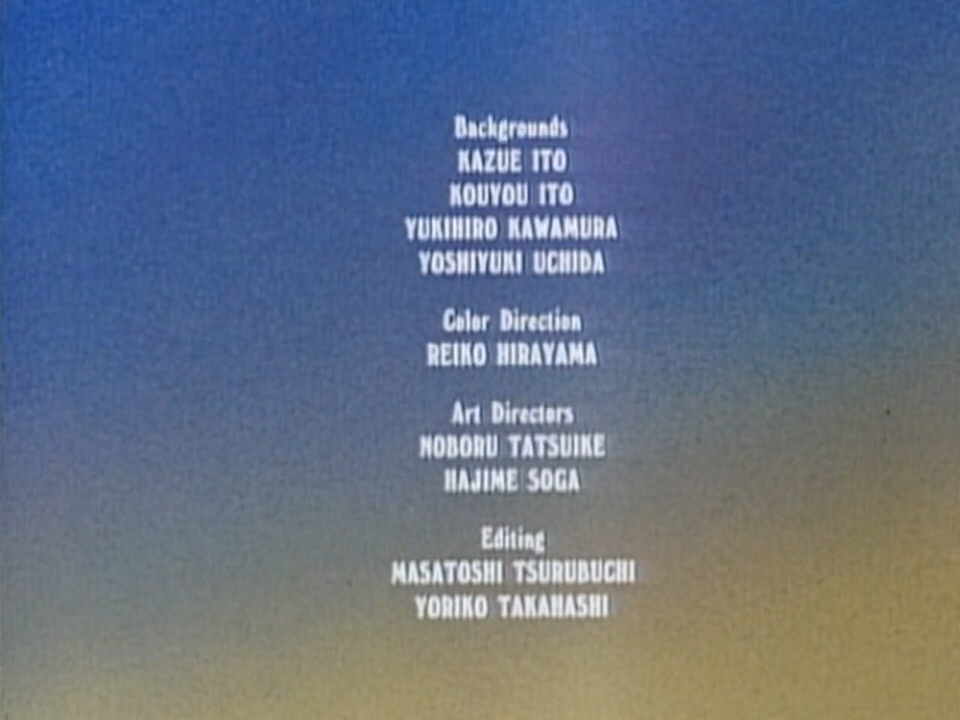 Backgrounds
KAZUE ITO
KOUYOU ITO
YUKIHIRO KAWAMURA
YOSHIYUKI UCHIDA
Color Direction
REIKO HIRAYAMA
Art Directors
NOBORU TATSUIKE
HAJIME SOGA
Editing
MASATOSHI TSURUBUCHI
YORIKO TAKAHASHI